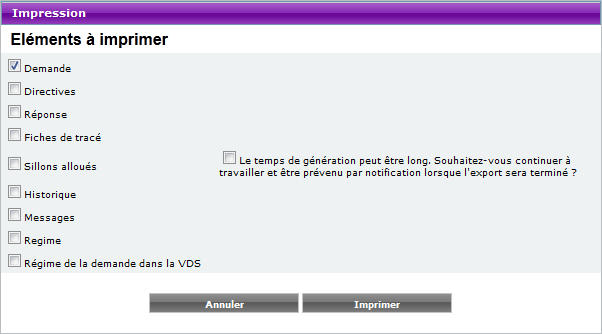 Impression
Eléments à imprimer
Demande
Directives
Réponse
Fiches de tracé
Sillons alloués
Le temps de génération peut être long. Souhaitez-vous continuer à
travailler et être prévenu par notification lorsque l'export sera terminé ?
Historique
Messages
Regime
Régime de la demande dans la VDS
Annuler
Imprimer